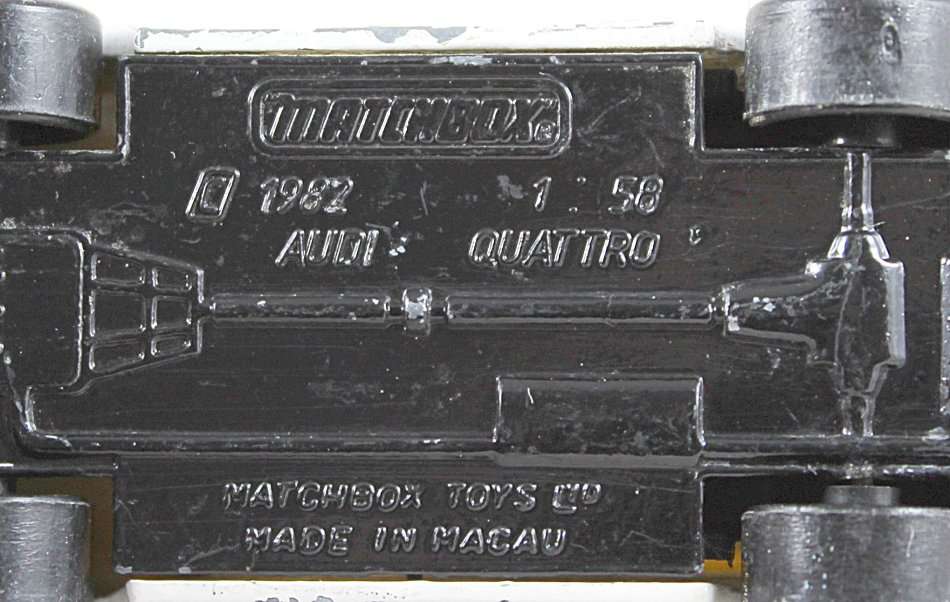 MATCHBOX®
© 1982 1:58
AUDI QUATTRO
MATCHBOX TOYS LTD
MADE IN MACAU